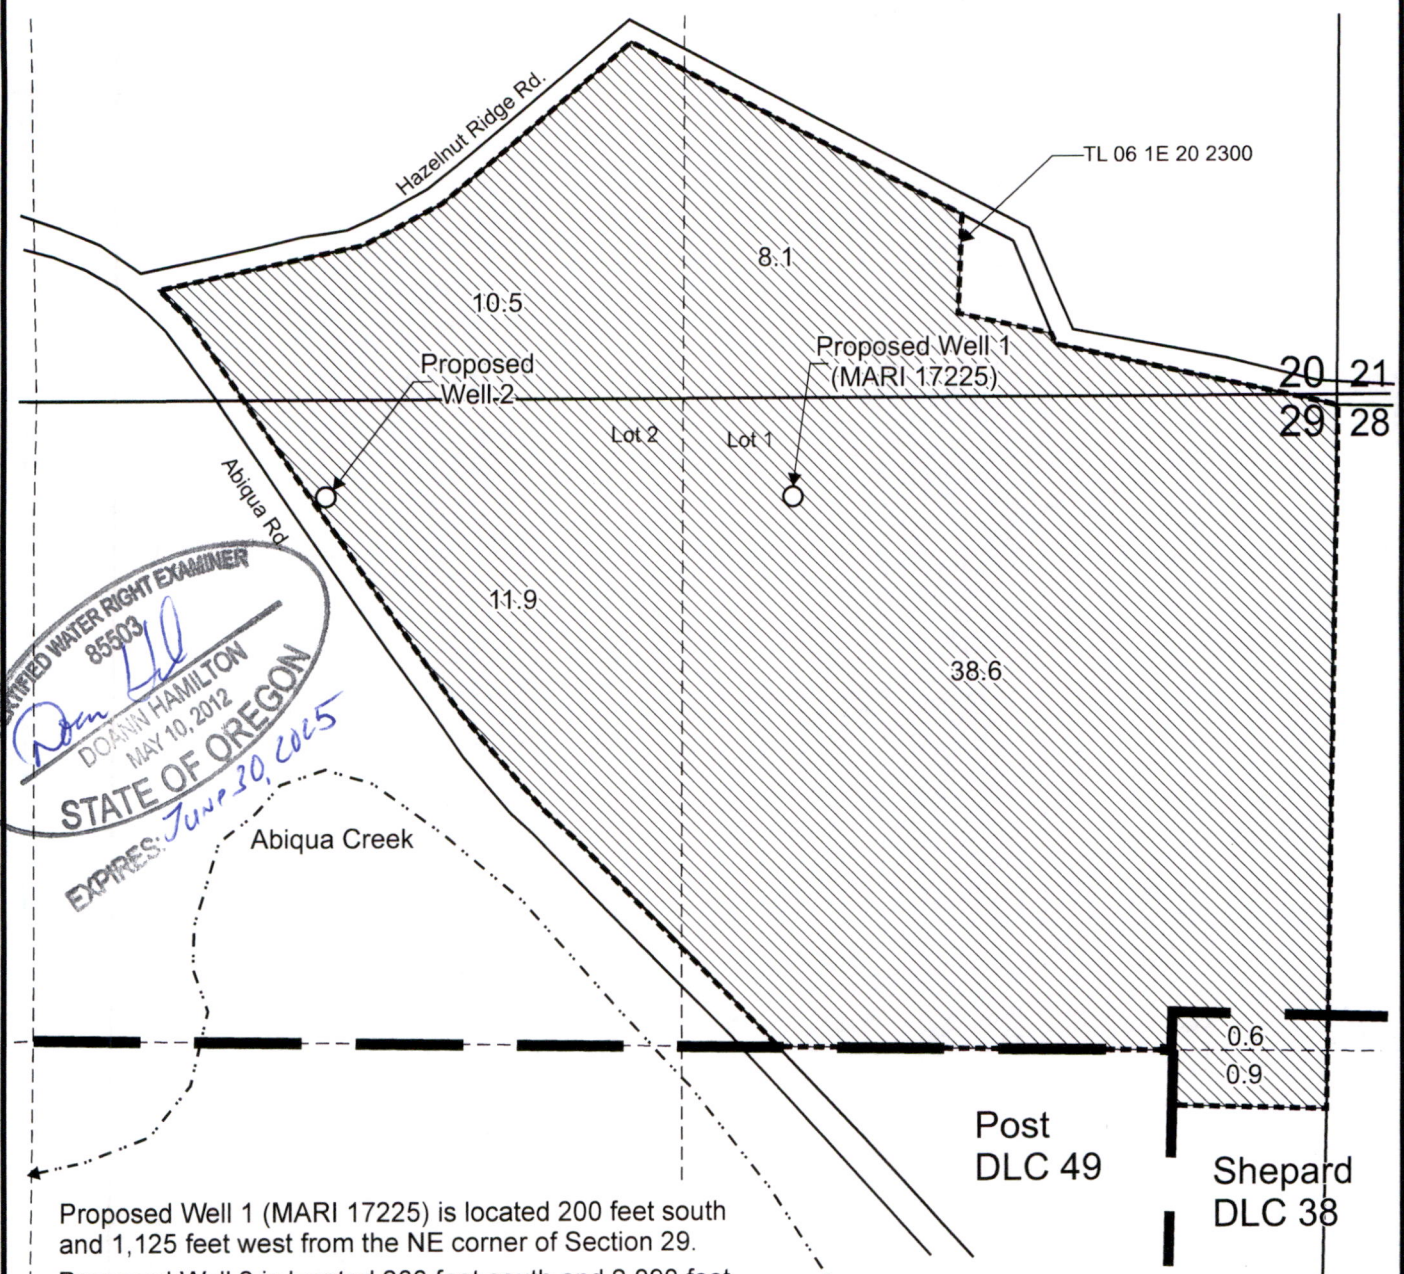 Hazelnut Ridge Rd.
TL 06 1E 20 2300
8.1
10.5
Proposed
Well 2
Proposed Well 1
(MARI 17225)
20 21
29 28
Lot 2
Lot 1
Abiqua Rd
11.9
38.6
WATER RIGHT EXAMINER
85503
DOANN HAMILTON
MAY 10, 2012
STATE OF OREGON
EXPIRES: June 30, 2025
Abiqua Creek
0.6
0.9
Post
DLC 49
Shepard
DLC 38
Proposed Well 1 (MARI 17225) is located 200 feet south
and 1,125 feet west from the NE corner of Section 29.